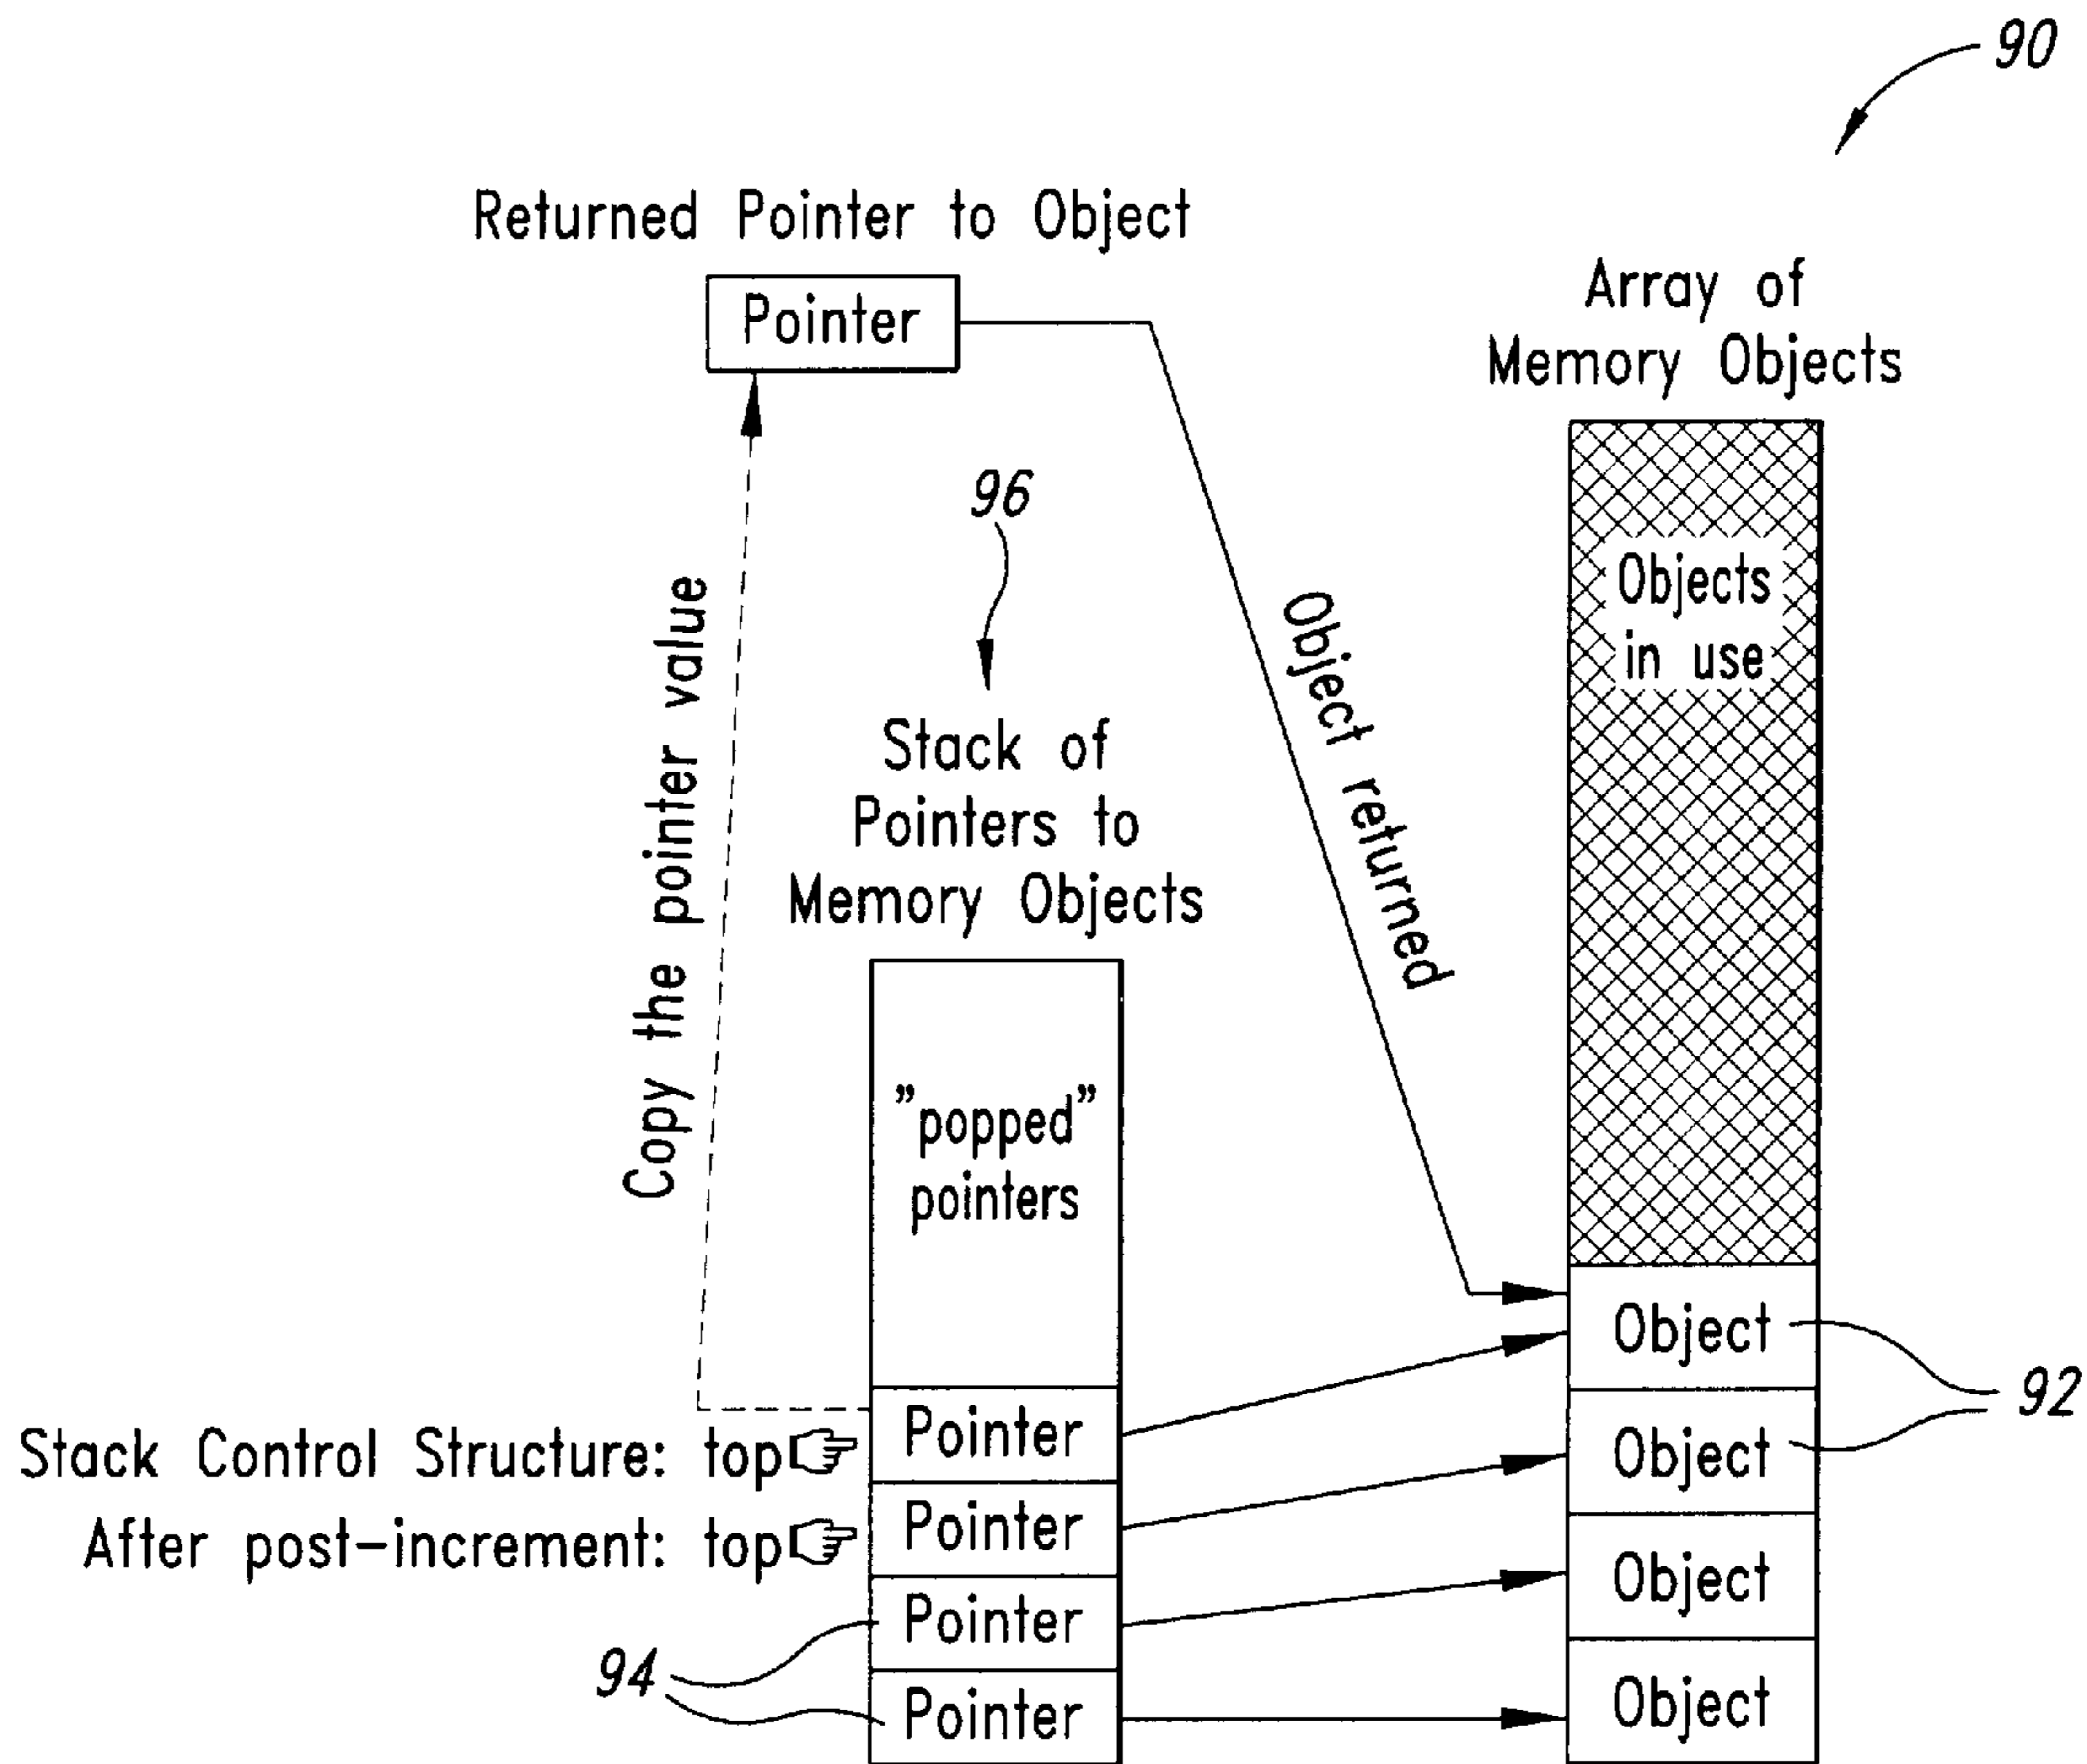 90
Returned Pointer to Object
Pointer
Array of
Memory Objects
Objects
in use
96
Copy the pointer value
Object returned
Stack of
Pointers to
Memory Objects
"popped"
pointers
Object
92
Stack Control Structure: top
Pointer
Object
After post-increment: top
Pointer
Object
Pointer
94
Pointer
Object